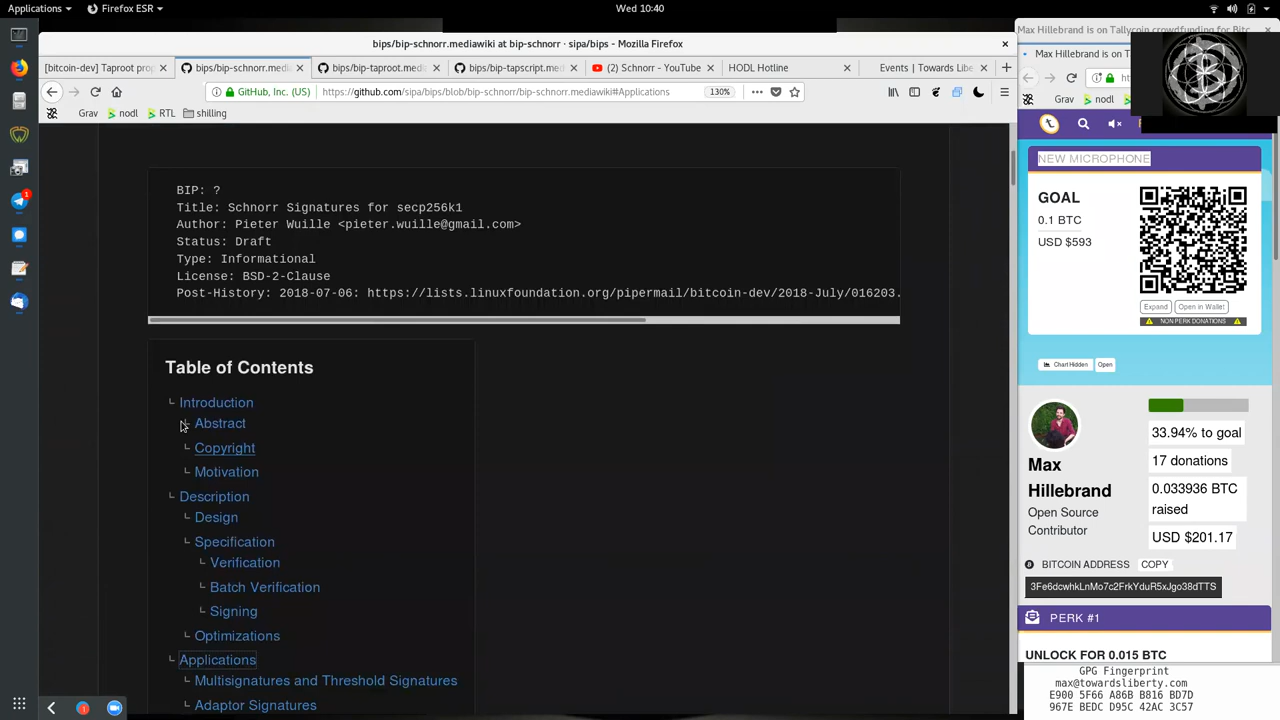 Applications
Firefox ESR
Wed 10:40
bips/bip-schnorr.mediawiki at bip-schnorr · sipa/bips - Mozilla Firefox
[bitcoin-dev] Taproot pro
bips/bip-schnorr.medi
bips/bip-taproot.med
bips/bip-tapscript.me
(2) Schnorr - YouTube
HODL Hotline
Events | Towards Libe
GitHub, Inc. (US)
https://github.com/sipa/bips/blob/bip-schnorr/bip-schnorr.mediawiki#Applications
130%
Grav
nodl
RTL
shilling
BIP: ?
Title: Schnorr Signatures for secp256k1
Author: Pieter Wuille <pieter.wuille@gmail.com>
Status: Draft
Type: Informational
License: BSD-2-Clause
Post-History: 2018-07-06: https://lists.linuxfoundation.org/pipermail/bitcoin-dev/2018-July/016203.
Table of Contents
Introduction
Abstract
Copyright
Motivation
Description
Design
Specification
Verification
Batch Verification
Signing
Optimizations
Applications
Multisignatures and Threshold Signatures
Adaptor Signatures
Max Hillebrand is on Tallycoin crowdfunding for Bitc
Max Hillebrand is on T
Grav
nodl
NEW MICROPHONE
GOAL
0.1 BTC
USD $593
Expand
Open in Wallet
NON PERK DONATIONS
Chart Hidden
Open
Max
Hillebrand
Open Source
Contributor
33.94% to goal
17 donations
0.033936 BTC
raised
USD $201.17
BITCOIN ADDRESS
COPY
3Fe6dcwhkLnMo7c2FrkYduR5xJgo38dTTS
PERK #1
UNLOCK FOR 0.015 BTC
GPG Fingerprint
max@towardsliberty.com
E900 5F66 A86B B816 BD7D
967E BEDC D95C 42AC 3C57